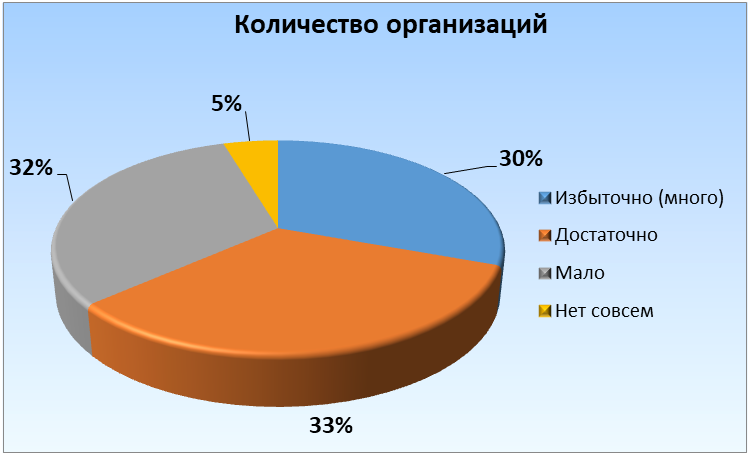 Количество организаций
5%
30%
32%
Избыточно (много)
Достаточно
Мало
Нет совсем
33%